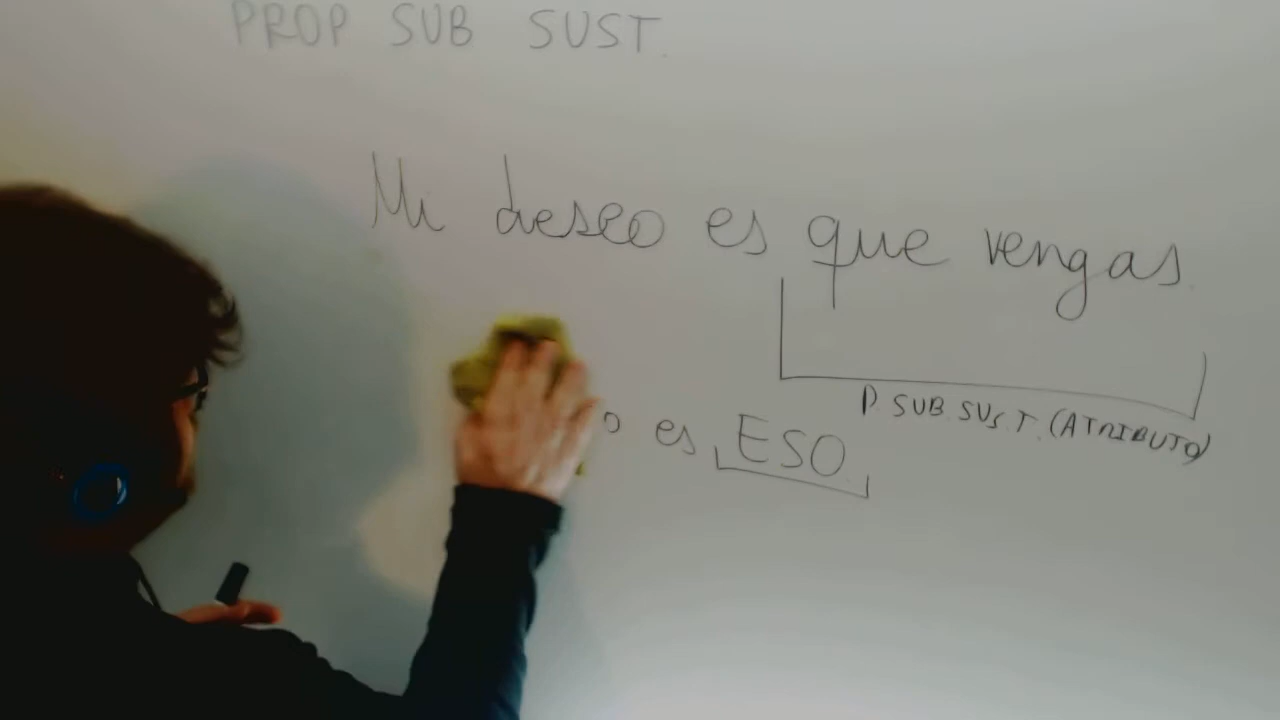 PROP SUB SUST.
Mi deseo es que vengas.
P SUB SUST. (ATRIBUTO)
o es ESO